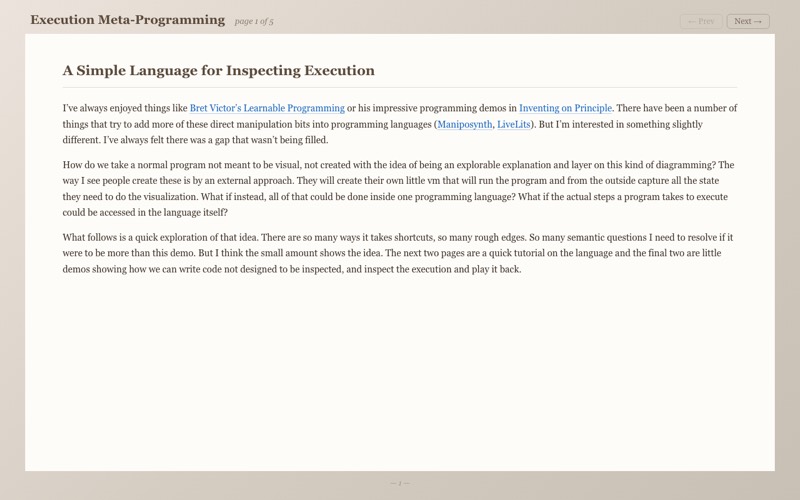 Execution Meta-Programming page 1 of 5
← Prev Next →
A Simple Language for Inspecting Execution
I've always enjoyed things like Bret Victor's Learnable Programming or his impressive programming demos in Inventing on Principle. There have been a number of
things that try to add more of these direct manipulation bits into programming languages (Maniposynth, LiveLits). But I'm interested in something slightly
different. I've always felt there was a gap that wasn't being filled.
How do we take a normal program not meant to be visual, not created with the idea of being an explorable explanation and layer on this kind of diagramming? The
way I see people create these is by an external approach. They will create their own little vm that will run the program and from the outside capture all the state
they need to do the visualization. What if instead, all of that could be done inside one programming language? What if the actual steps a program takes to execute
could be accessed in the language itself?
What follows is a quick exploration of that idea. There are so many ways it takes shortcuts, so many rough edges. So many semantic questions I need to resolve if it
were to be more than this demo. But I think the small amount shows the idea. The next two pages are a quick tutorial on the language and the final two are little
demos showing how we can write code not designed to be inspected, and inspect the execution and play it back.
— 1 —